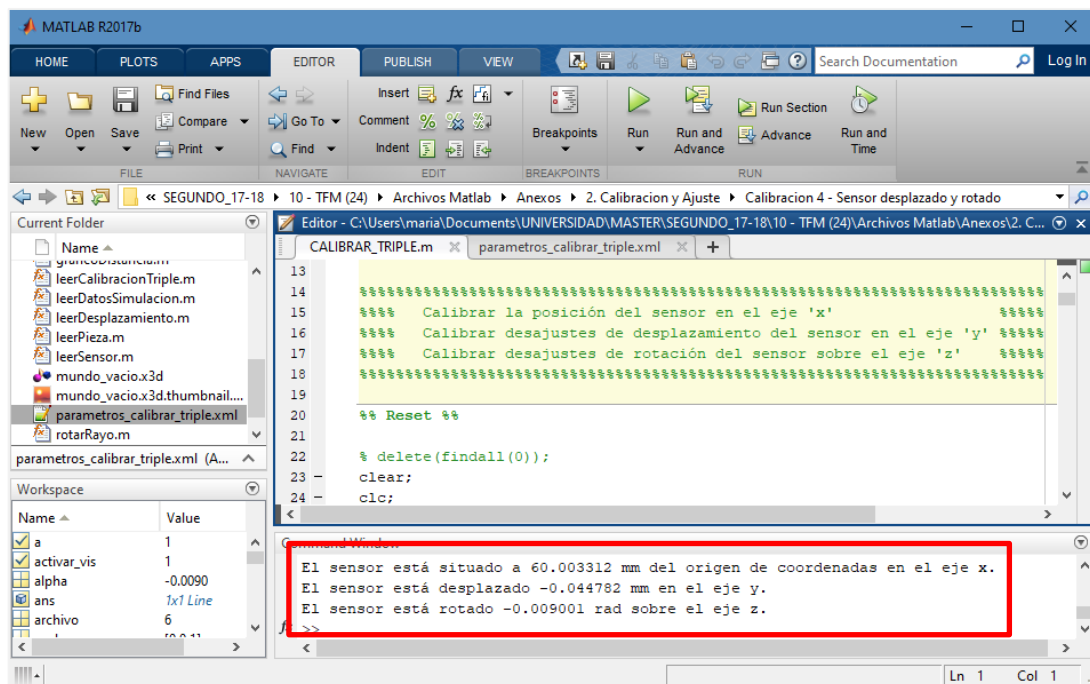 MATLAB R2017b
HOME PLOTS APPS EDITOR PUBLISH VIEW Search Documentation Log In
New Open Save Find Files Compare Print
FILE
Go To Find
NAVIGATE
Insert fx
Comment
Indent
EDIT
Breakpoints
BREAKPOINTS
Run Run and Advance Run Section Advance Run and Time
RUN
« SEGUNDO_17-18 ▸ 10 - TFM (24) ▸ Archivos Matlab ▸ Anexos ▸ 2. Calibracion y Ajuste ▸ Calibracion 4 - Sensor desplazado y rotado
Current Folder
Name
leerCalibracionTriple.m
leerDatosSimulacion.m
leerDesplazamiento.m
leerPieza.m
leerSensor.m
mundo_vacio.x3d
mundo_vacio.x3d.thumbnail....
parametros_calibrar_triple.xml
rotarRayo.m
parametros_calibrar_triple.xml (A...
Workspace
Name Value
a 1
activar_vis 1
alpha -0.0090
ans 1x1 Line
archivo 6
Editor - C:\Users\maria\Documents\UNIVERSIDAD\MASTER\SEGUNDO_17-18\10 - TFM (24)\Archivos Matlab\Anexos\2. C...
CALIBRAR_TRIPLE.m parametros_calibrar_triple.xml
13
14 %%%%%%%%%%%%%%%%%%%%%%%%%%%%%%%%%%%%%%%%%%%%%%%%%%%%%%%%%%%%%%%%%%%%%%%%%%%
15 %%%% Calibrar la posición del sensor en el eje 'x' %%%%%
16 %%%% Calibrar desajustes de desplazamiento del sensor en el eje 'y' %%%%%
17 %%%% Calibrar desajustes de rotación del sensor sobre el eje 'z' %%%%%
18 %%%%%%%%%%%%%%%%%%%%%%%%%%%%%%%%%%%%%%%%%%%%%%%%%%%%%%%%%%%%%%%%%%%%%%%%%%%
19
20 %% Reset %%
21
22 % delete(findall(0));
23 - clear;
24 - clc;
Command Window
El sensor está situado a 60.003312 mm del origen de coordenadas en el eje x.
El sensor está desplazado -0.044782 mm en el eje y.
El sensor está rotado -0.009001 rad sobre el eje z.
fx >>
Ln 1 Col 1